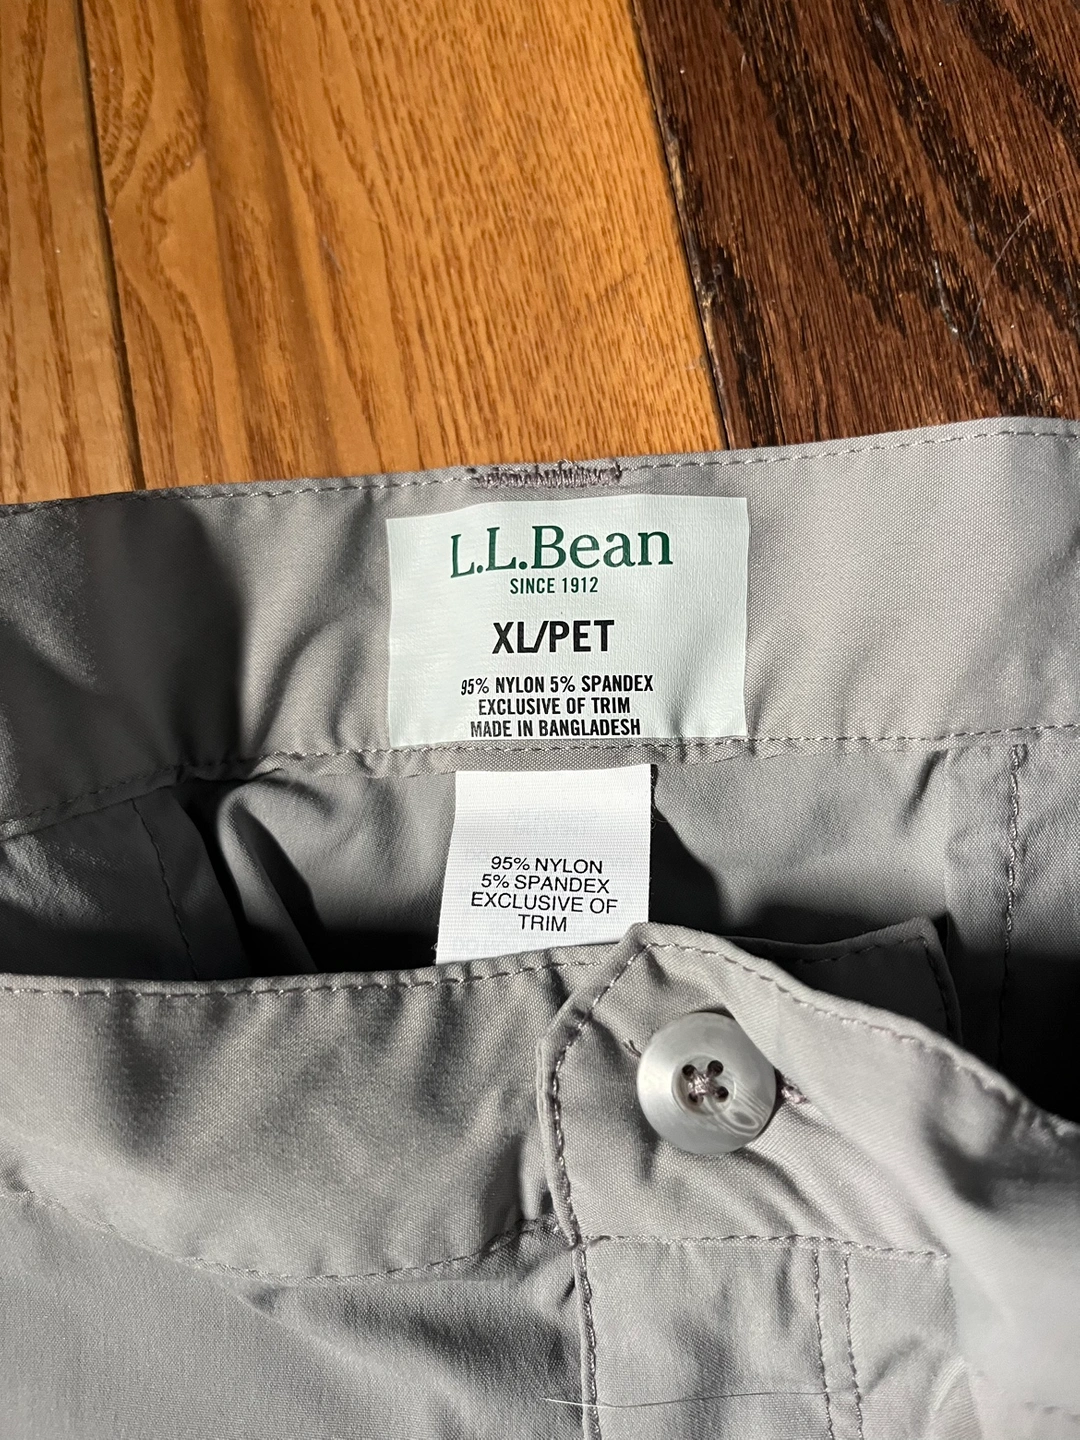 L.L.Bean
SINCE 1912
XL/PET
95% NYLON 5% SPANDEX
EXCLUSIVE OF TRIM
MADE IN BANGLADESH
95% NYLON
5% SPANDEX
EXCLUSIVE OF
TRIM